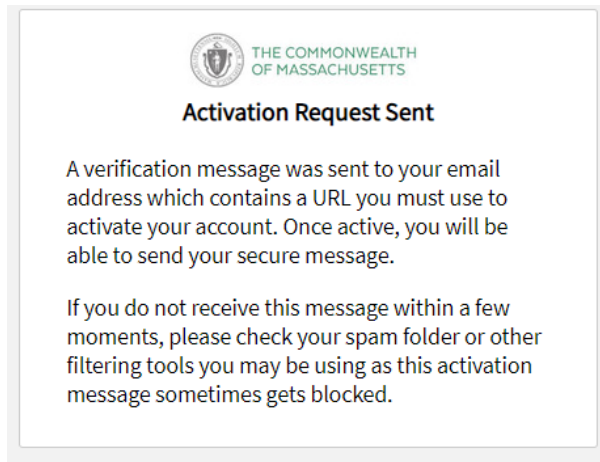 THE COMMONWEALTH
OF MASSACHUSETTS
Activation Request Sent
A verification message was sent to your email
address which contains a URL you must use to
activate your account. Once active, you will be
able to send your secure message.
If you do not receive this message within a few
moments, please check your spam folder or other
filtering tools you may be using as this activation
message sometimes gets blocked.